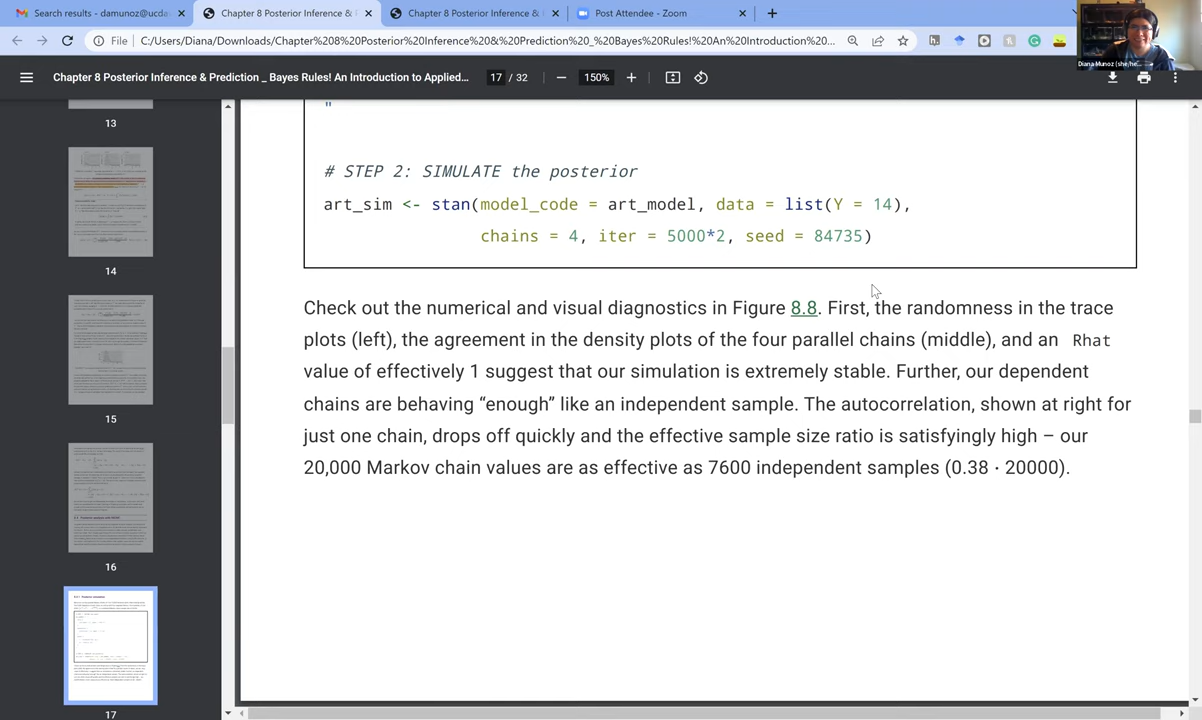 Search results - damunoz@ucda
Chapter 8 Posterior Inference & F
Chapter 8 Posterior Inference &
Post Attendee - Zoom
File
C:/Users/Diana/Downloads/Chapter%208%20Posterior%20Inference%20&%20Prediction%20_%20Bayes%20Rules!%20An%20Introduction%20to%20Applied%20...
Diana Munoz (she/he...
Chapter 8 Posterior Inference & Prediction _ Bayes Rules! An Introduction to Applied...
17 / 32
150%
13
14
15
16
17
"
# STEP 2: SIMULATE the posterior
art_sim <- stan(model_code = art_model, data = list(Y = 14),
chains = 4, iter = 5000*2, seed = 84735)
Check out the numerical and visual diagnostics in Figure 8.8. First, the randomness in the trace
plots (left), the agreement in the density plots of the four parallel chains (middle), and an Rhat
value of effectively 1 suggest that our simulation is extremely stable. Further, our dependent
chains are behaving “enough” like an independent sample. The autocorrelation, shown at right for
just one chain, drops off quickly and the effective sample size ratio is satisfyingly high – our
20,000 Markov chain values are as effective as 7600 independent samples (0.38 · 20000).